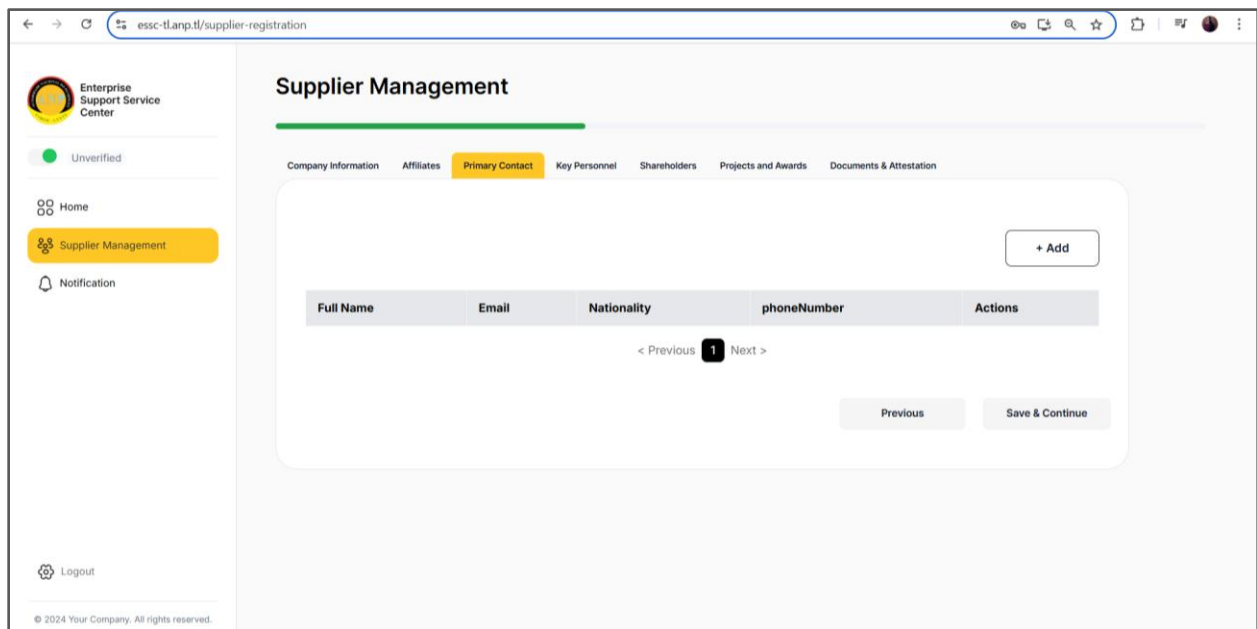 essc-tl.anp.tl/supplier-registration
Enterprise
Support Service
Center
Unverified
Home
Supplier Management
Notification
Logout
© 2024 Your Company. All rights reserved.
Supplier Management
Company Information Affiliates Primary Contact Key Personnel Shareholders Projects and Awards Documents & Attestation
+ Add
Full Name Email Nationality phoneNumber Actions
< Previous 1 Next >
Previous Save & Continue